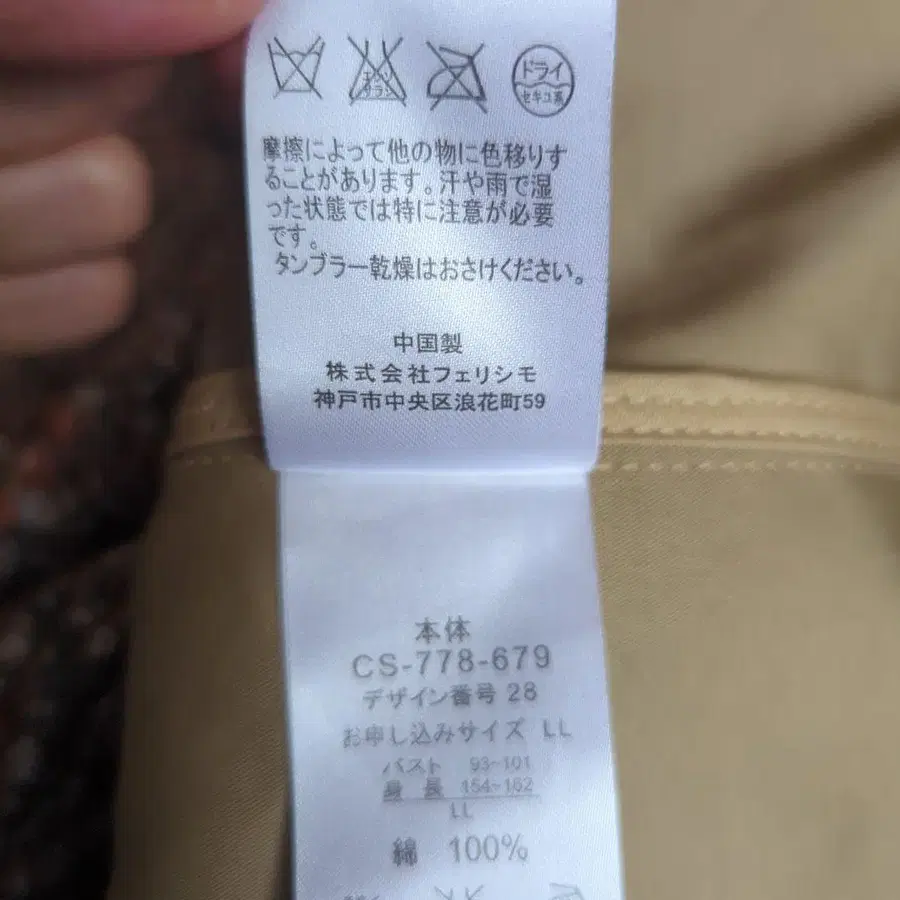 ドライ
セキユ系
摩擦によって他の物に色移りす
ることがあります。汗や雨で湿
った状態では特に注意が必要
です。
タンブラー乾燥はおさけください。
中国製
株式会社フェリシモ
神戸市中央区浪花町59
本体
CS-778-679
デザイン番号 28
お申し込みサイズ LL
バスト 93~101
身長 154~162
LL
綿 100%